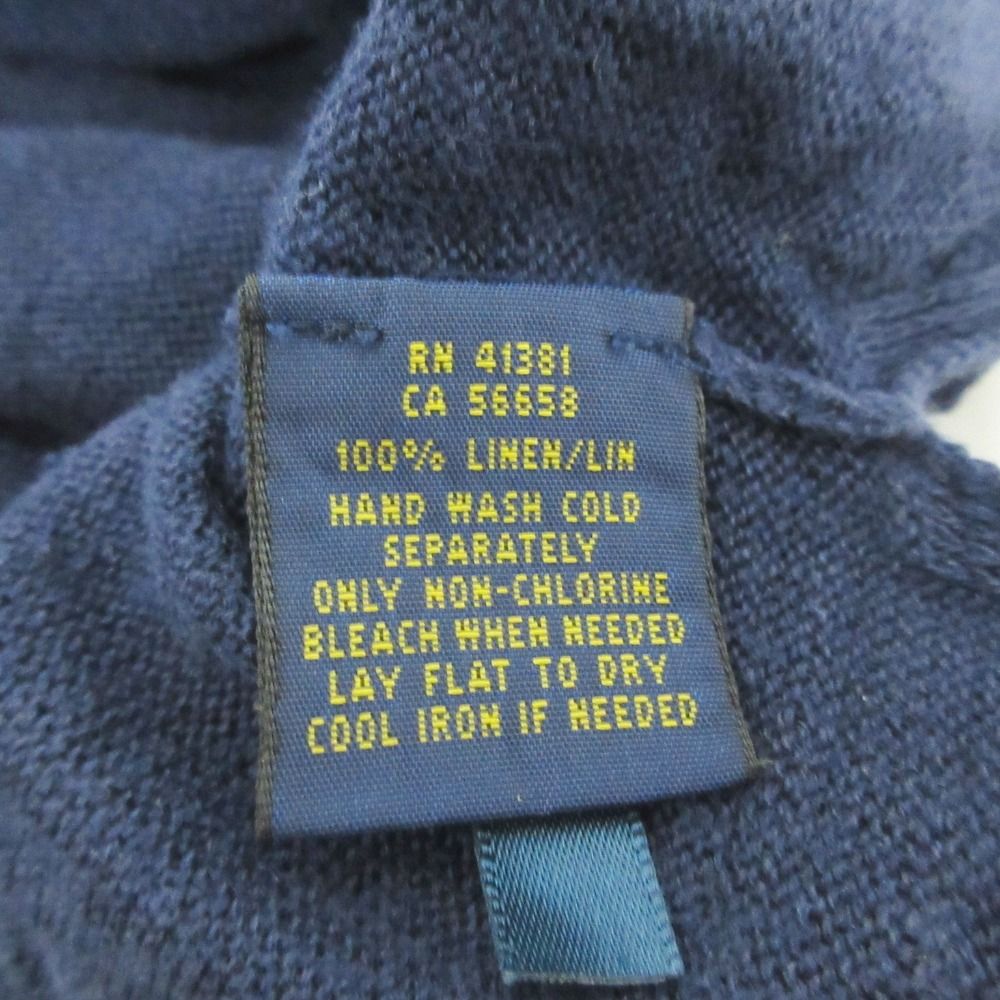 RN 41381
CA 56658
100% LINEN/LIN
HAND WASH COLD
SEPARATELY
ONLY NON-CHLORINE
BLEACH WHEN NEEDED
LAY FLAT TO DRY
COOL IRON IF NEEDED